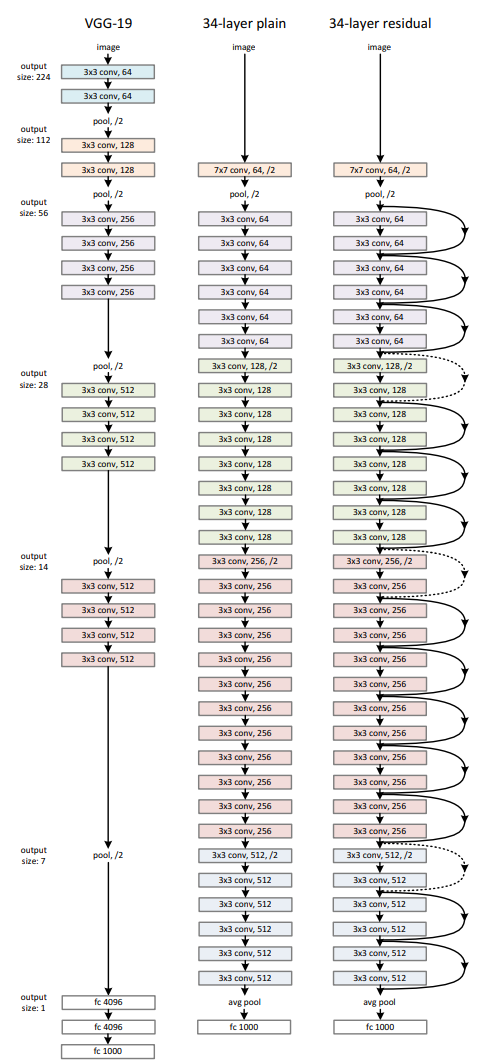 VGG-19
image
output
size: 224
3x3 conv, 64
3x3 conv, 64
pool, /2
output
size: 112
3x3 conv, 128
3x3 conv, 128
pool, /2
output
size: 56
3x3 conv, 256
3x3 conv, 256
3x3 conv, 256
3x3 conv, 256
pool, /2
output
size: 28
3x3 conv, 512
3x3 conv, 512
3x3 conv, 512
3x3 conv, 512
pool, /2
output
size: 14
3x3 conv, 512
3x3 conv, 512
3x3 conv, 512
3x3 conv, 512
output
size: 7
pool, /2
output
size: 1
fc 4096
fc 4096
fc 1000
34-layer plain
image
7x7 conv, 64, /2
pool, /2
3x3 conv, 64
3x3 conv, 64
3x3 conv, 64
3x3 conv, 64
3x3 conv, 64
3x3 conv, 64
3x3 conv, 128, /2
3x3 conv, 128
3x3 conv, 128
3x3 conv, 128
3x3 conv, 128
3x3 conv, 128
3x3 conv, 128
3x3 conv, 128
3x3 conv, 256, /2
3x3 conv, 256
3x3 conv, 256
3x3 conv, 256
3x3 conv, 256
3x3 conv, 256
3x3 conv, 256
3x3 conv, 256
3x3 conv, 256
3x3 conv, 256
3x3 conv, 256
3x3 conv, 256
3x3 conv, 512, /2
3x3 conv, 512
3x3 conv, 512
3x3 conv, 512
3x3 conv, 512
3x3 conv, 512
avg pool
fc 1000
34-layer residual
image
7x7 conv, 64, /2
pool, /2
3x3 conv, 64
3x3 conv, 64
3x3 conv, 64
3x3 conv, 64
3x3 conv, 64
3x3 conv, 64
3x3 conv, 128, /2
3x3 conv, 128
3x3 conv, 128
3x3 conv, 128
3x3 conv, 128
3x3 conv, 128
3x3 conv, 128
3x3 conv, 128
3x3 conv, 256, /2
3x3 conv, 256
3x3 conv, 256
3x3 conv, 256
3x3 conv, 256
3x3 conv, 256
3x3 conv, 256
3x3 conv, 256
3x3 conv, 256
3x3 conv, 256
3x3 conv, 256
3x3 conv, 256
3x3 conv, 512, /2
3x3 conv, 512
3x3 conv, 512
3x3 conv, 512
3x3 conv, 512
3x3 conv, 512
avg pool
fc 1000